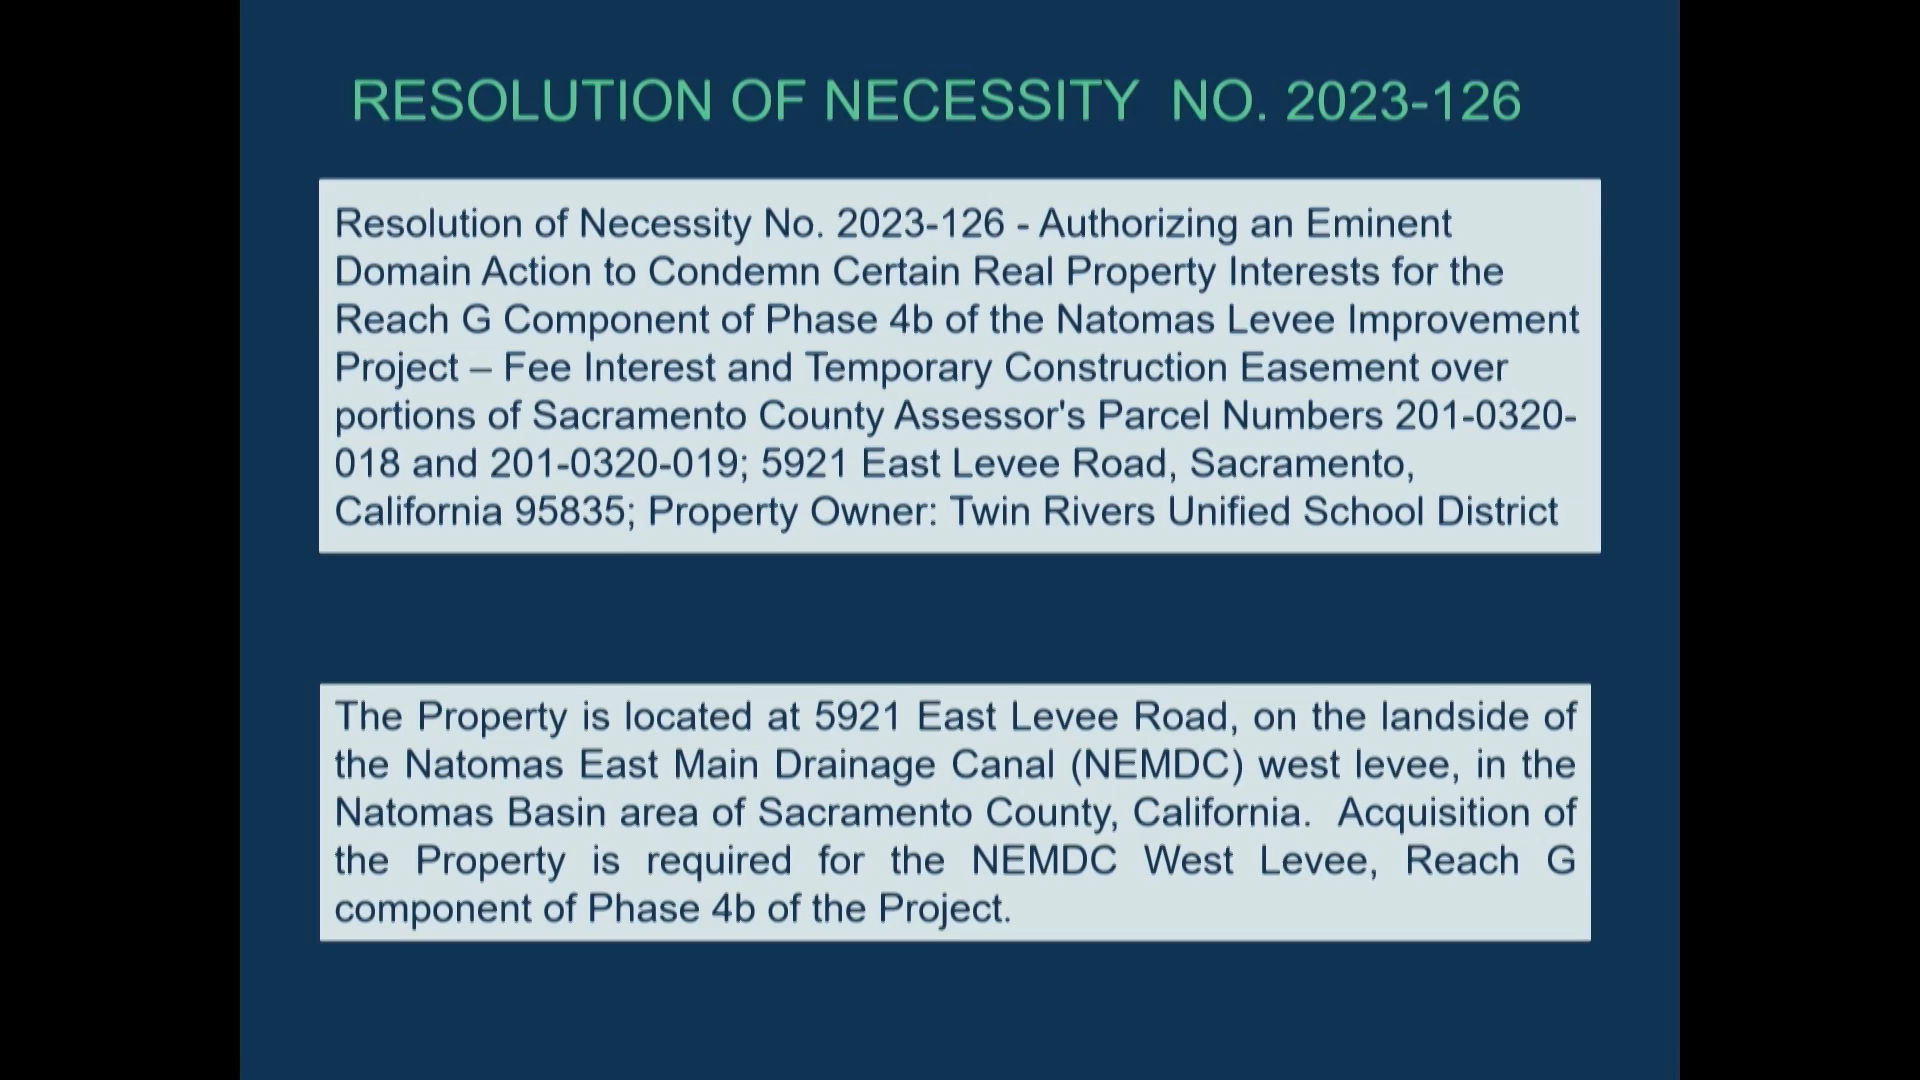 RESOLUTION OF NECESSITY NO. 2023-126
Resolution of Necessity No. 2023-126 - Authorizing an Eminent
Domain Action to Condemn Certain Real Property Interests for the
Reach G Component of Phase 4b of the Natomas Levee Improvement
Project – Fee Interest and Temporary Construction Easement over
portions of Sacramento County Assessor's Parcel Numbers 201-0320-
018 and 201-0320-019; 5921 East Levee Road, Sacramento,
California 95835; Property Owner: Twin Rivers Unified School District
The Property is located at 5921 East Levee Road, on the landside of
the Natomas East Main Drainage Canal (NEMDC) west levee, in the
Natomas Basin area of Sacramento County, California. Acquisition of
the Property is required for the NEMDC West Levee, Reach G
component of Phase 4b of the Project.